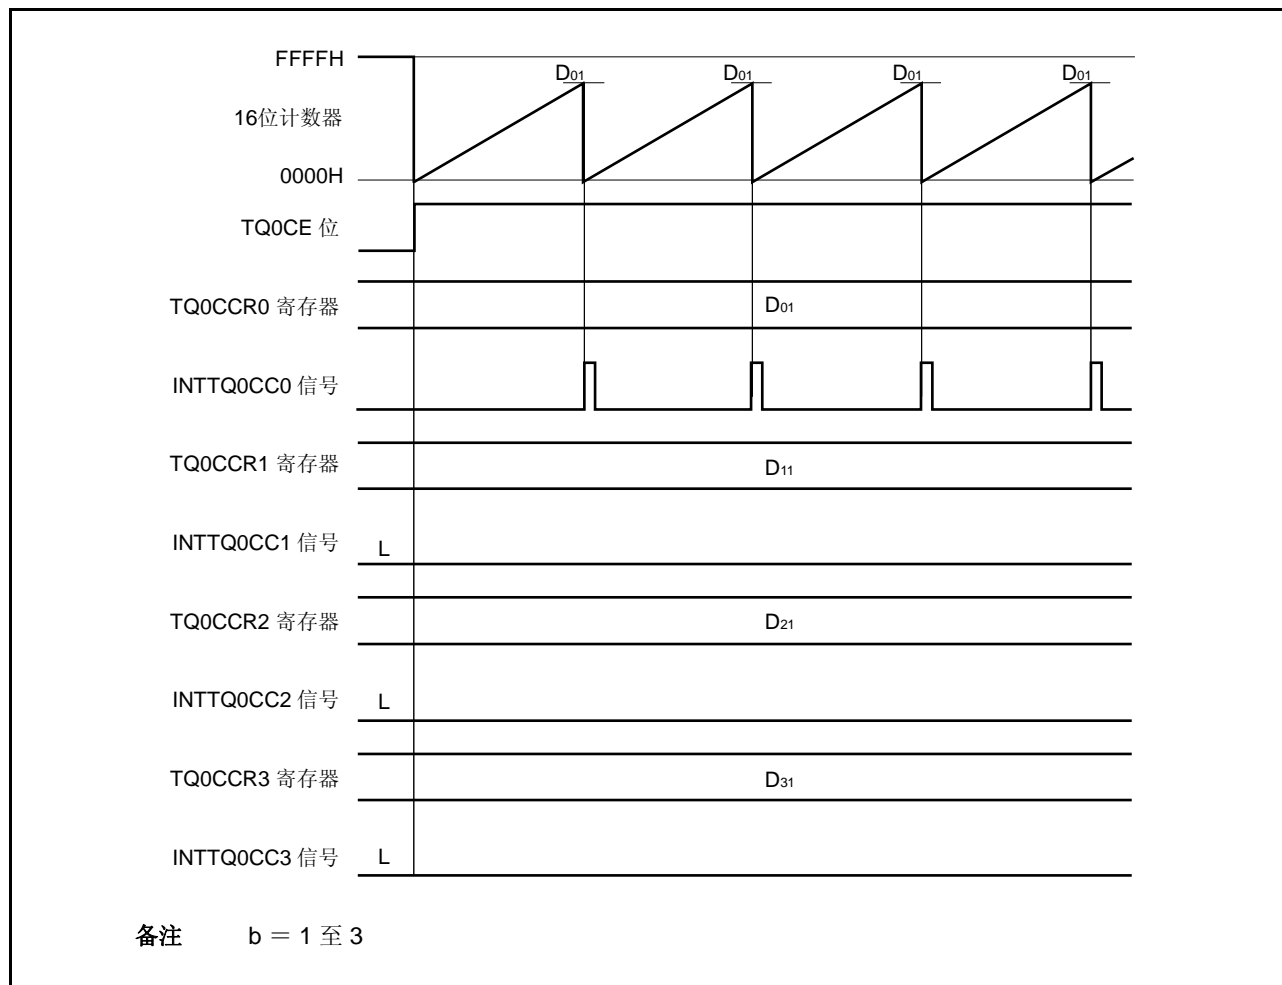 FFFFH
D01 D01 D01 D01
16位计数器
0000H
TQ0CE 位
TQ0CCR0 寄存器 D01
INTTQ0CC0 信号
TQ0CCR1 寄存器 D11
INTTQ0CC1 信号 L
TQ0CCR2 寄存器 D21
INTTQ0CC2 信号 L
TQ0CCR3 寄存器 D31
INTTQ0CC3 信号 L
备注 b = 1 至 3